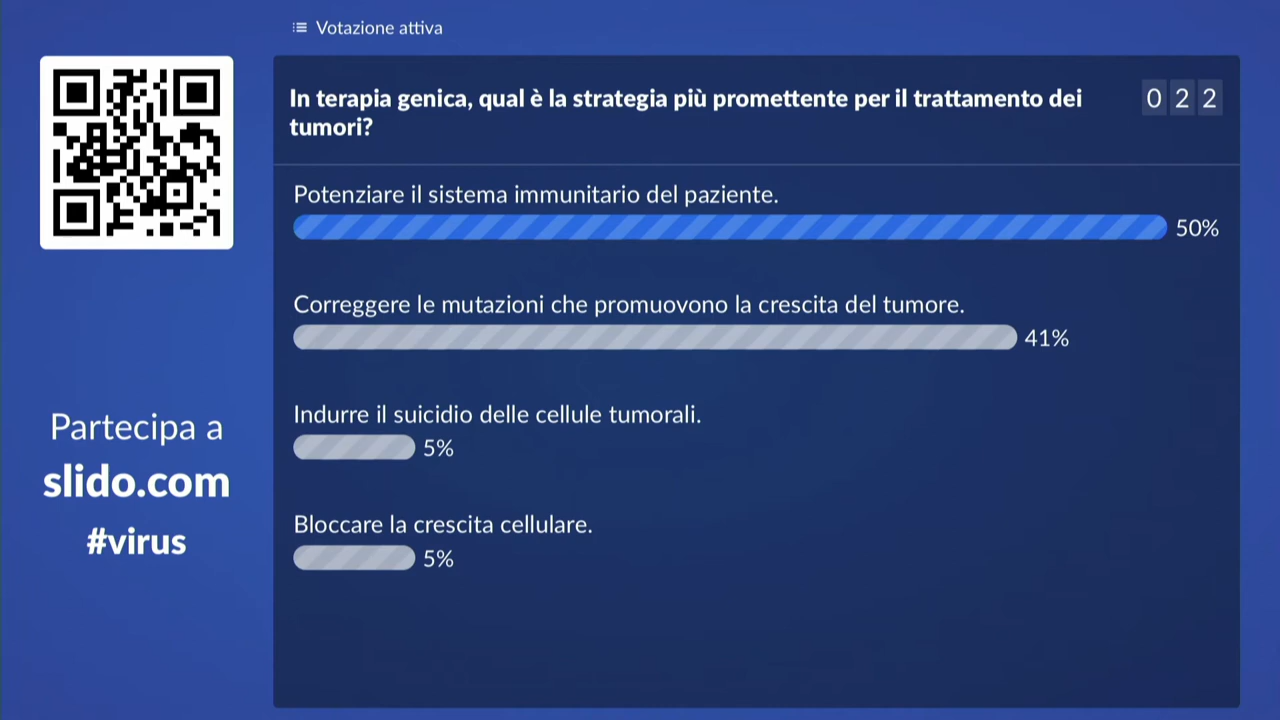 Votazione attiva
In terapia genica, qual è la strategia più promettente per il trattamento dei
tumori?
0 2 2
Potenziare il sistema immunitario del paziente.
50%
Correggere le mutazioni che promuovono la crescita del tumore.
41%
Indurre il suicidio delle cellule tumorali.
5%
Bloccare la crescita cellulare.
5%
Partecipa a
slido.com
#virus